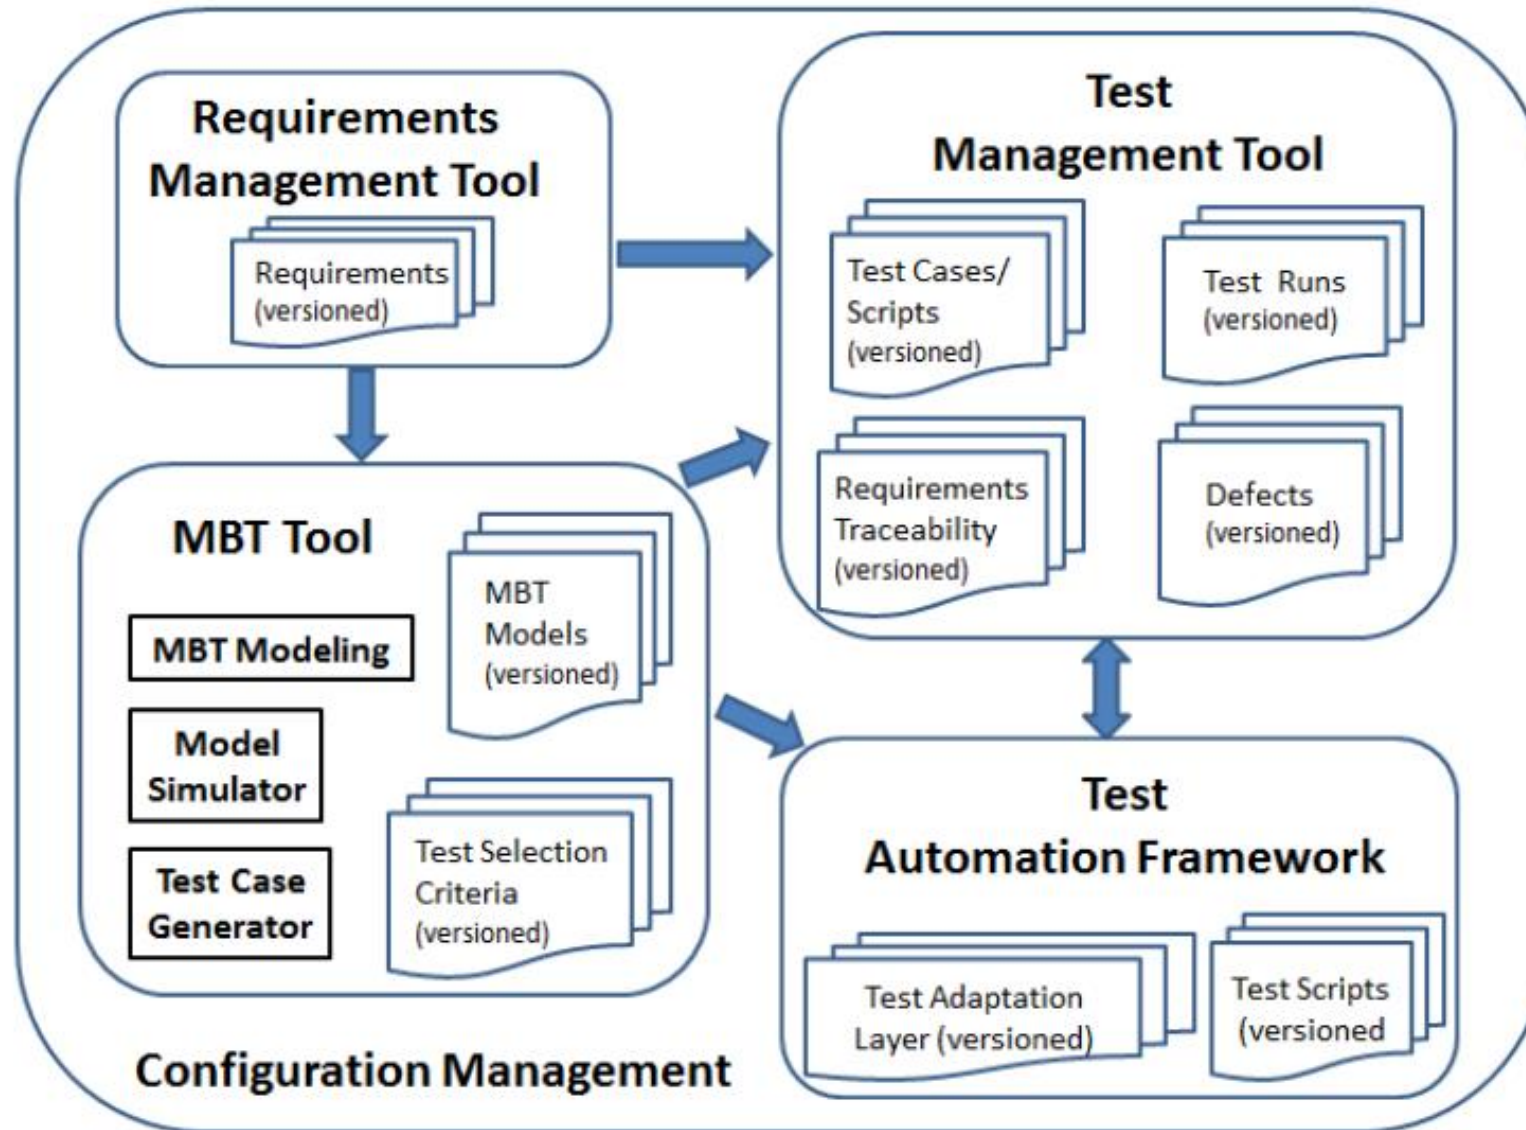 Requirements
Management Tool
Requirements
(versioned)
Test
Management Tool
Test Cases/
Scripts
(versioned)
Test Runs
(versioned)
Requirements
Traceability
(versioned)
Defects
(versioned)
MBT Tool
MBT Modeling
Model
Simulator
Test Case
Generator
MBT
Models
(versioned)
Test Selection
Criteria
(versioned)
Test
Automation Framework
Test Adaptation
Layer (versioned)
Test Scripts
(versioned
Configuration Management